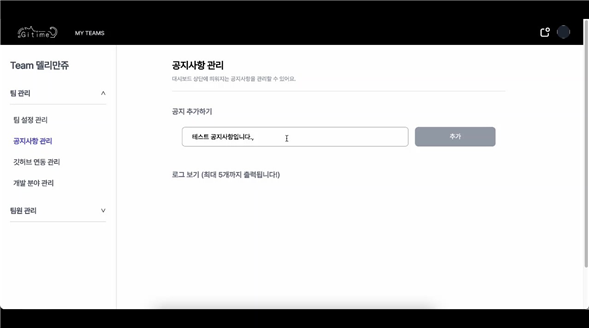 Gitime
MY TEAMS
Team 델리만쥬
팀 관리
팀 설정 관리
공지사항 관리
깃허브 연동 관리
개발 분야 관리
팀원 관리
공지사항 관리
대시보드 상단에 띄워지는 공지사항을 관리할 수 있어요.
공지 추가하기
테스트 공지사항입니다.,
추가
로그 보기 (최대 5개까지 출력됩니다!)